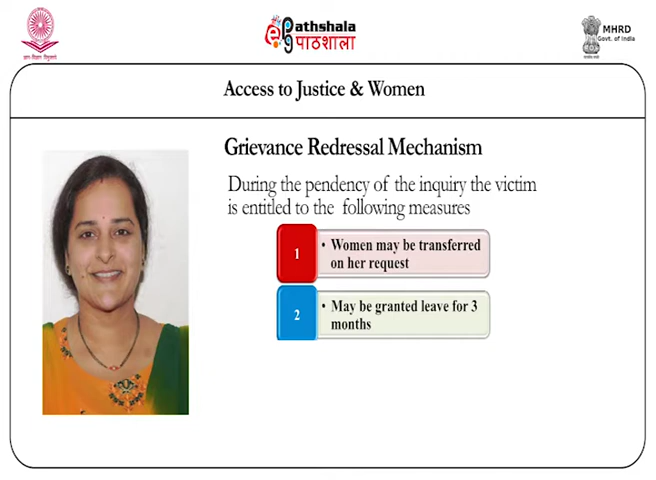 Pathshala
पाठशाला
MHRD
Govt. of India
Access to Justice & Women
Grievance Redressal Mechanism
During the pendency of the inquiry the victim
is entitled to the following measures
1
• Women may be transferred
on her request
2
• May be granted leave for 3
months